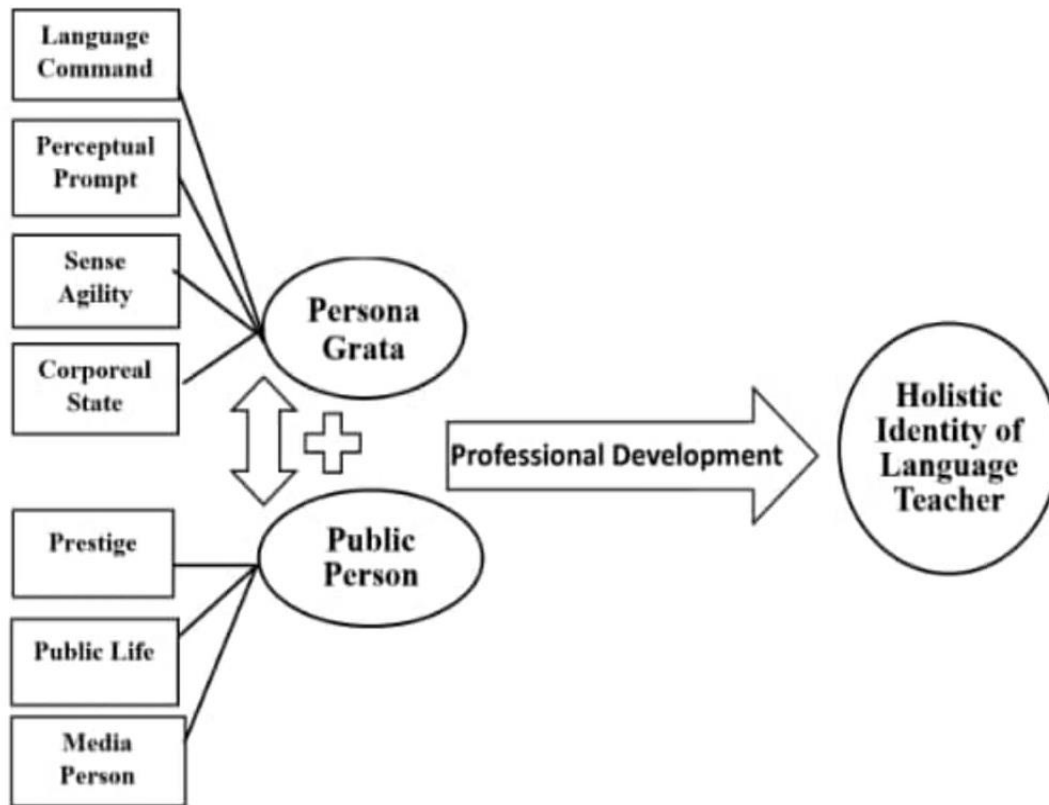 Language
Command
Perceptual
Prompt
Sense
Agility
Corporeal
State
Persona
Grata
Prestige
Public Life
Media
Person
Public
Person
Professional Development
Holistic
Identity of
Language
Teacher